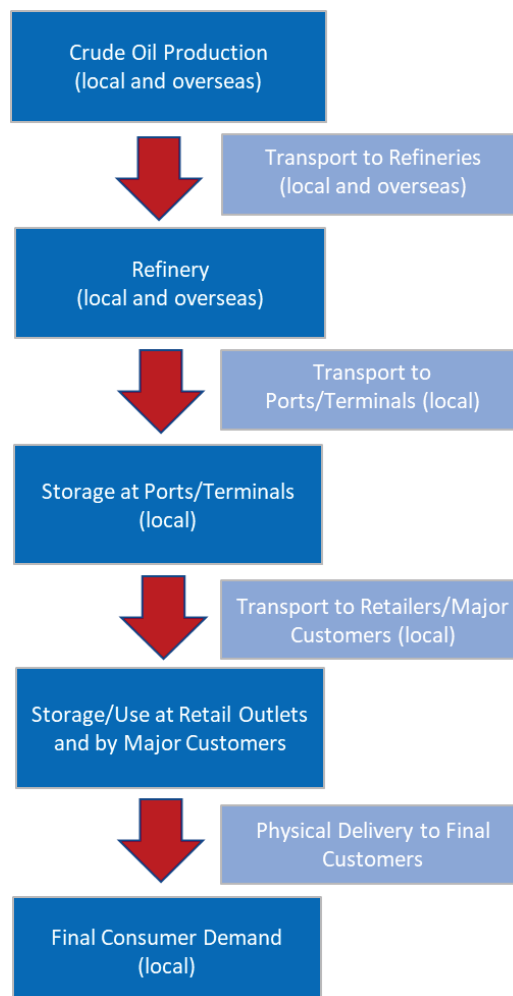 Crude Oil Production
(local and overseas)
Transport to Refineries
(local and overseas)
Refinery
(local and overseas)
Transport to
Ports/Terminals (local)
Storage at Ports/Terminals
(local)
Transport to Retailers/Major
Customers (local)
Storage/Use at Retail Outlets
and by Major Customers
Physical Delivery to Final
Customers
Final Consumer Demand
(local)